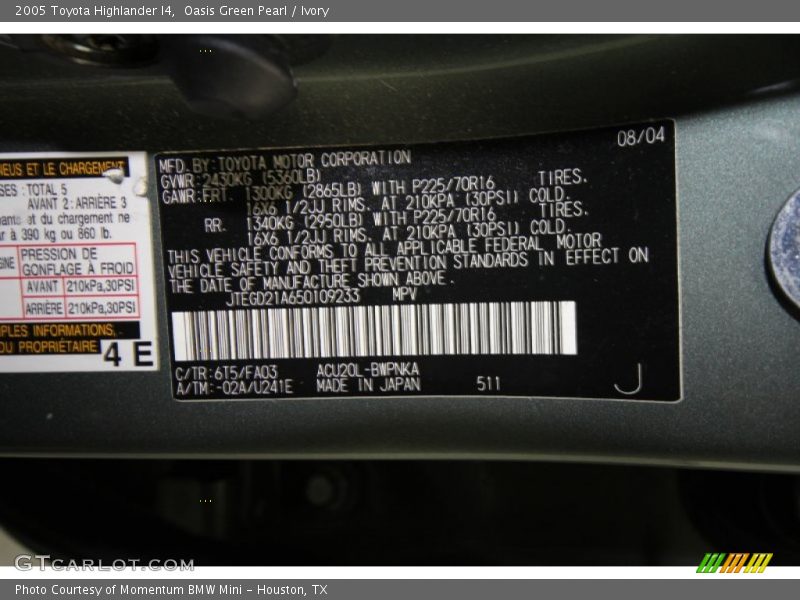 2005 Toyota Highlander I4, Oasis Green Pearl / Ivory
NEUS ET LE CHARGEMENT
TOTAL 5
AVANT 2 : ARRIÈRE 3
et du chargement ne
à 390 kg ou 860 lb.
PRESSION DE
GONFLAGE À FROID
AVANT 210kPa,30PSI
ARRIÈRE 210kPa,30PSI
PLES INFORMATIONS,
DU PROPRIÉTAIRE
4 E
08/04
MFD. BY: TOYOTA MOTOR CORPORATION
GVWR: 2430KG (5360LB)
GAWR: FRT. 1300KG (2865LB) WITH P225/70R16 TIRES.
16X6 1/2JJ RIMS. AT 210KPA (30PSI) COLD.
RR. 1340KG (2950LB) WITH P225/70R16 TIRES.
16X6 1/2JJ RIMS. AT 210KPA (30PSI) COLD.
THIS VEHICLE CONFORMS TO ALL APPLICABLE FEDERAL MOTOR
VEHICLE SAFETY AND THEFT PREVENTION STANDARDS IN EFFECT ON
THE DATE OF MANUFACTURE SHOWN ABOVE.
JTEGD21A650109233 MPV
C/TR: 6T5/FA03 ACU20L-BWPNKA
A/TM: -02A/U241E MADE IN JAPAN 511
J
GTCARLOT.COM
Photo Courtesy of Momentum BMW Mini - Houston, TX